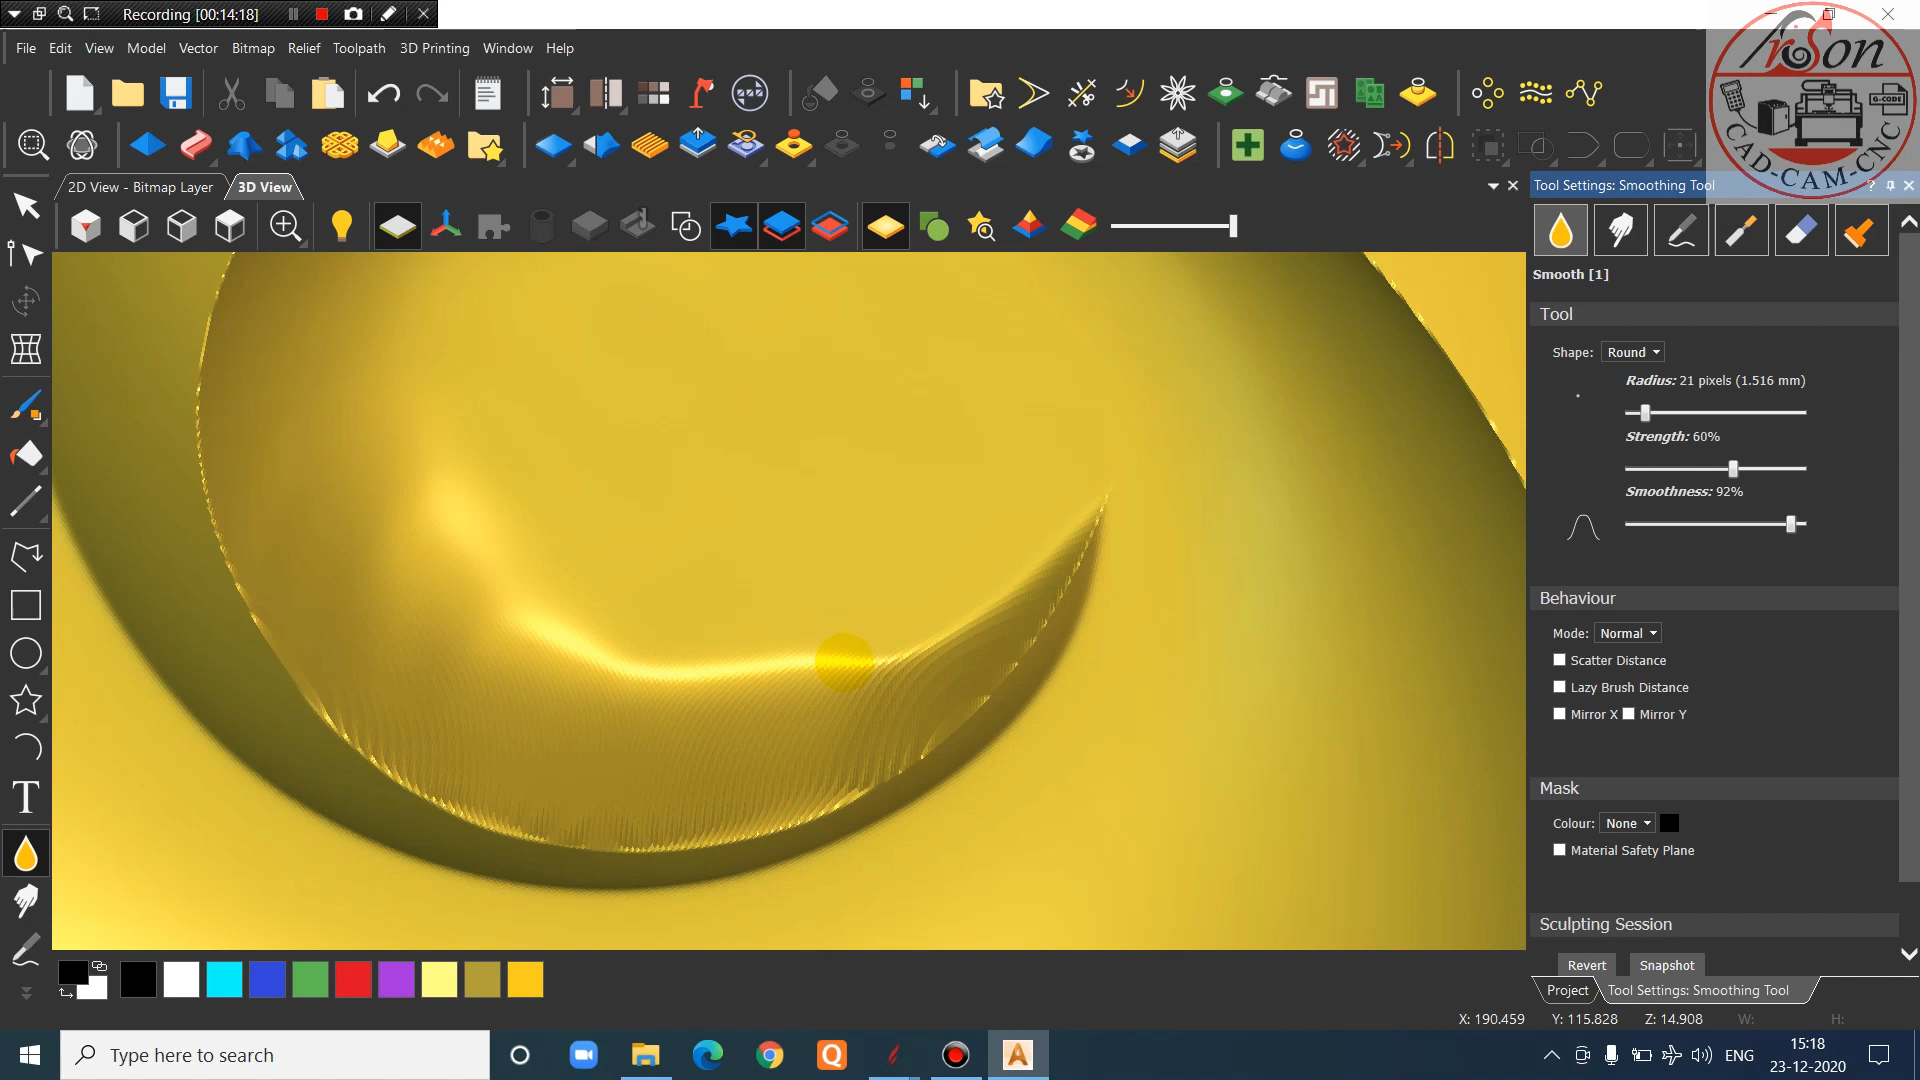 Recording [00:14:18]
File Edit View Model Vector Bitmap Relief Toolpath 3D Printing Window Help
ArSon
G-CODE
CAD-CAM-CNC
2D View - Bitmap Layer
3D View
Tool Settings: Smoothing Tool
Smooth [1]
Tool
Shape: Round
Radius: 21 pixels (1.516 mm)
Strength: 60%
Smoothness: 92%
Behaviour
Mode: Normal
Scatter Distance
Lazy Brush Distance
Mirror X Mirror Y
Mask
Colour: None
Material Safety Plane
Sculpting Session
Revert Snapshot
Project Tool Settings: Smoothing Tool
X: 190.459 Y: 115.828 Z: 14.908 W: H:
Type here to search
ENG
15:18
23-12-2020